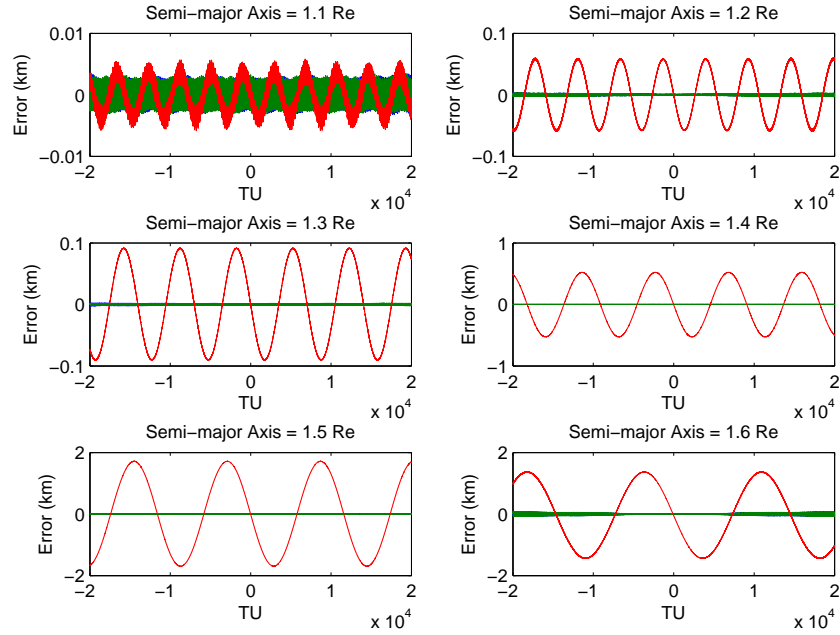 Semi−major Axis = 1.1 Re
0.01
0
−0.01
Error (km)
−2 −1 0 1 2
TU
x 10^4
Semi−major Axis = 1.2 Re
0.1
0
−0.1
Error (km)
−2 −1 0 1 2
TU
x 10^4
Semi−major Axis = 1.3 Re
0.1
0
−0.1
Error (km)
−2 −1 0 1 2
TU
x 10^4
Semi−major Axis = 1.4 Re
1
0
−1
Error (km)
−2 −1 0 1 2
TU
x 10^4
Semi−major Axis = 1.5 Re
2
0
−2
Error (km)
−2 −1 0 1 2
TU
x 10^4
Semi−major Axis = 1.6 Re
2
0
−2
Error (km)
−2 −1 0 1 2
TU
x 10^4